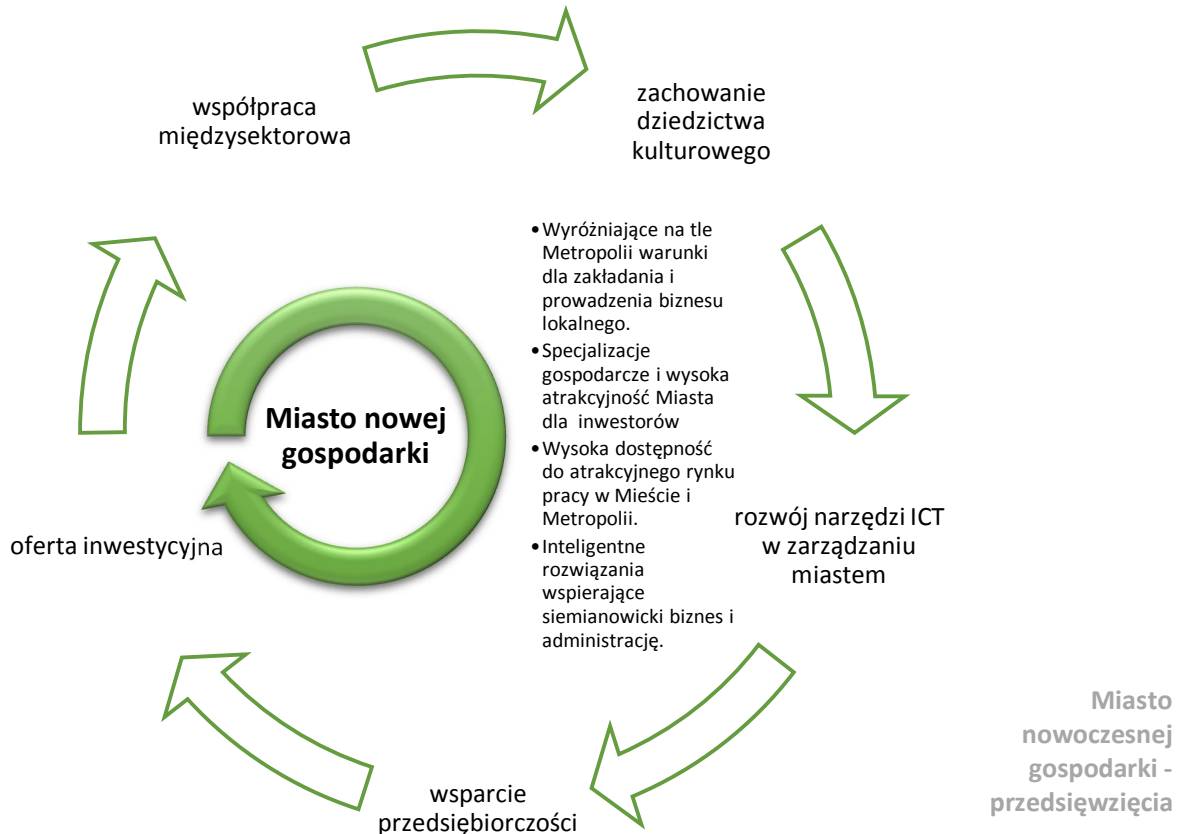 współpraca
międzysektorowa
zachowanie
dziedzictwa
kulturowego
•Wyróżniające na tle
Metropolii warunki
dla zakładania i
prowadzenia biznesu
lokalnego.
•Specjalizacje
gospodarcze i wysoka
atrakcyjność Miasta
dla inwestorów
•Wysoka dostępność
do atrakcyjnego rynku
pracy w Mieście i
Metropolii.
•Inteligentne
rozwiązania
wspierające
siemianowicki biznes i
administrację.
Miasto nowej
gospodarki
rozwój narzędzi ICT
w zarządzaniu
miastem
oferta inwestycyjna
wsparcie
przedsiębiorczości
Miasto
nowoczesnej
gospodarki -
przedsięwzięcia